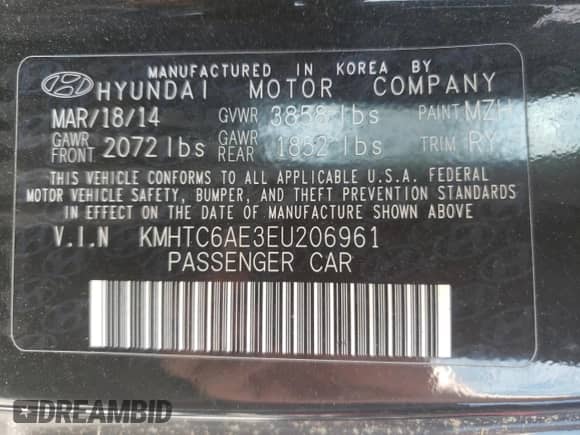 MANUFACTURED IN KOREA BY
HYUNDAI MOTOR COMPANY
MAR/18/14 GVWR 3858 lbs PAINT MZH
GAWR FRONT 2072 lbs GAWR REAR 1852 lbs TRIM RY
THIS VEHICLE CONFORMS TO ALL APPLICABLE U.S.A. FEDERAL
MOTOR VEHICLE SAFETY, BUMPER, AND THEFT PREVENTION STANDARDS
IN EFFECT ON THE DATE OF MANUFACTURE SHOWN ABOVE
V.I.N KMHTC6AE3EU206961
PASSENGER CAR
DREAMBID